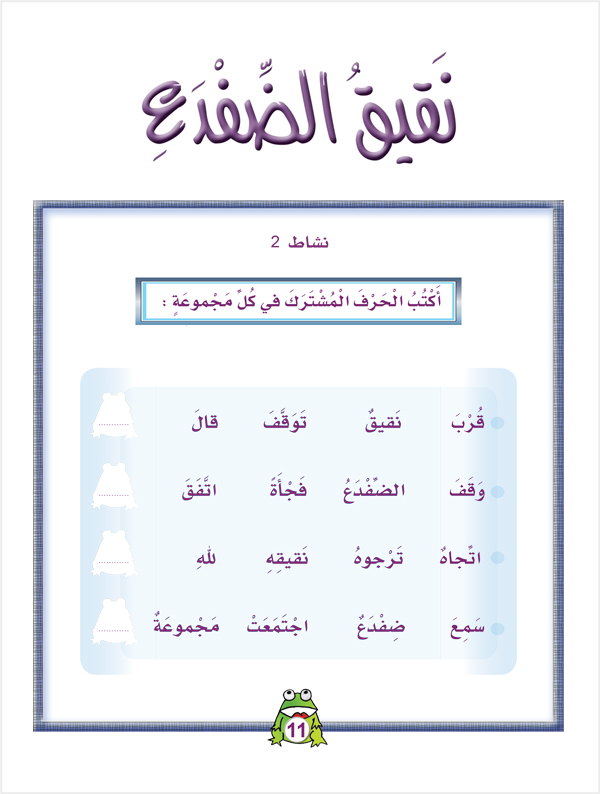 نَقيقُ الضِّفْدَعِ
نشاط 2
أَكْتُبُ الْحَرْفَ الْمُشْتَرَكَ في كُلِّ مَجْموعَةٍ :
قُرْبَ نَقيقٌ تَوَقَّفَ قالَ ............
وَقَفَ الضِّفْدَعُ فَجْأَةً اتَّفَقَ ............
اتِّجاهٌ تَرْجوهُ نَقيقِهِ للهِ ............
سَمِعَ ضِفْدَعٌ اجْتَمَعَتْ مَجْموعَةٌ ............
11